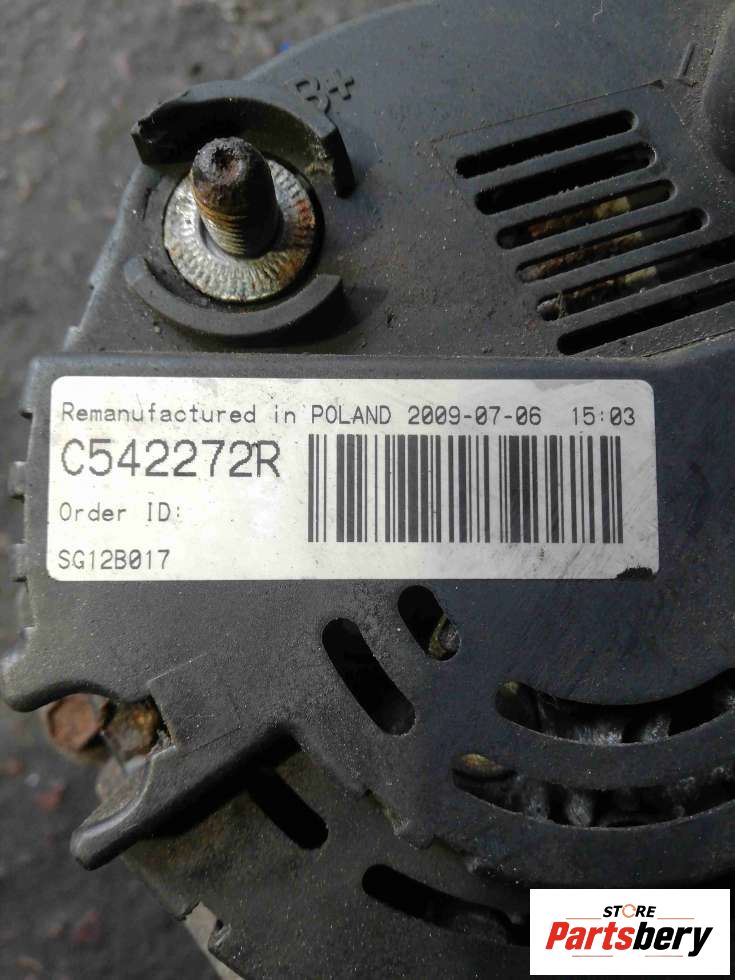 B+
L
Remanufactured in POLAND 2009-07-06 15:03
C542272R
Order ID:
SG12B017
STORE
Partsbery